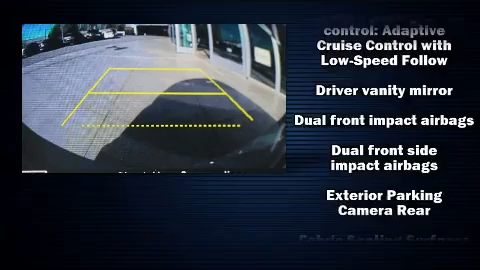 control: Adaptive
Cruise Control with
Low-Speed Follow
Driver vanity mirror
Dual front impact airbags
Dual front side
impact airbags
Exterior Parking
Camera Rear